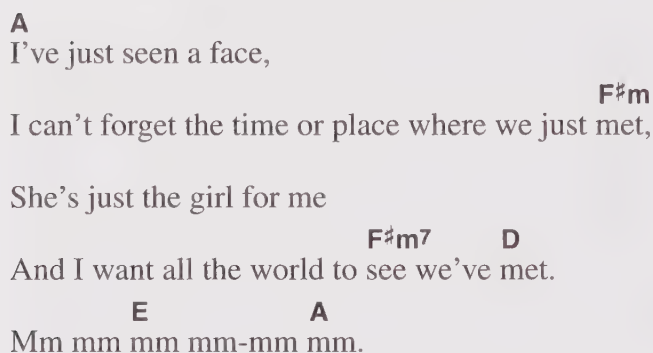 A
I've just seen a face,
F♯m
I can't forget the time or place where we just met,
She's just the girl for me
F♯m7 D
And I want all the world to see we've met.
E A
Mm mm mm mm-mm mm.